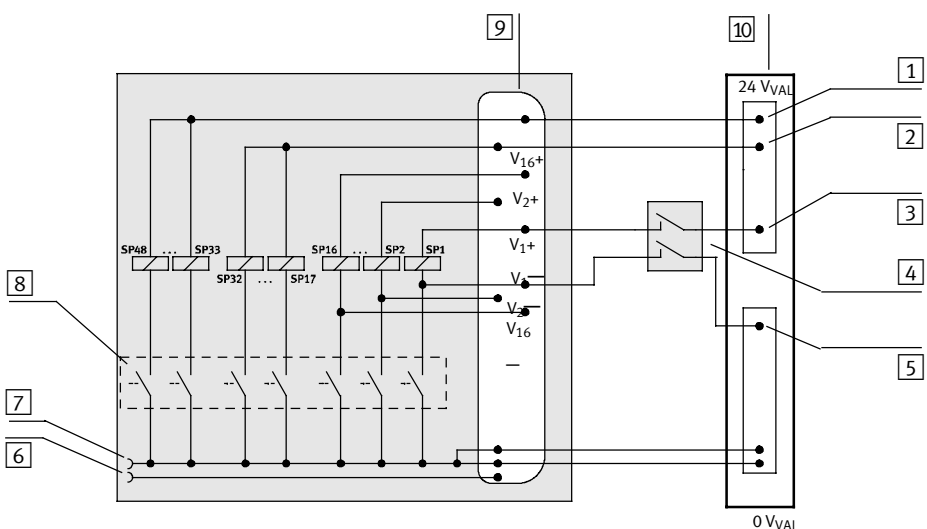 9
10
24 VVAL
1
2
V16+
V2+
3
SP48 ... SP33
SP16 ... SP2 SP1
V1+
SP32 ... SP17
V1—
4
8
V2—
V16
—
5
7
6
0 VVAL